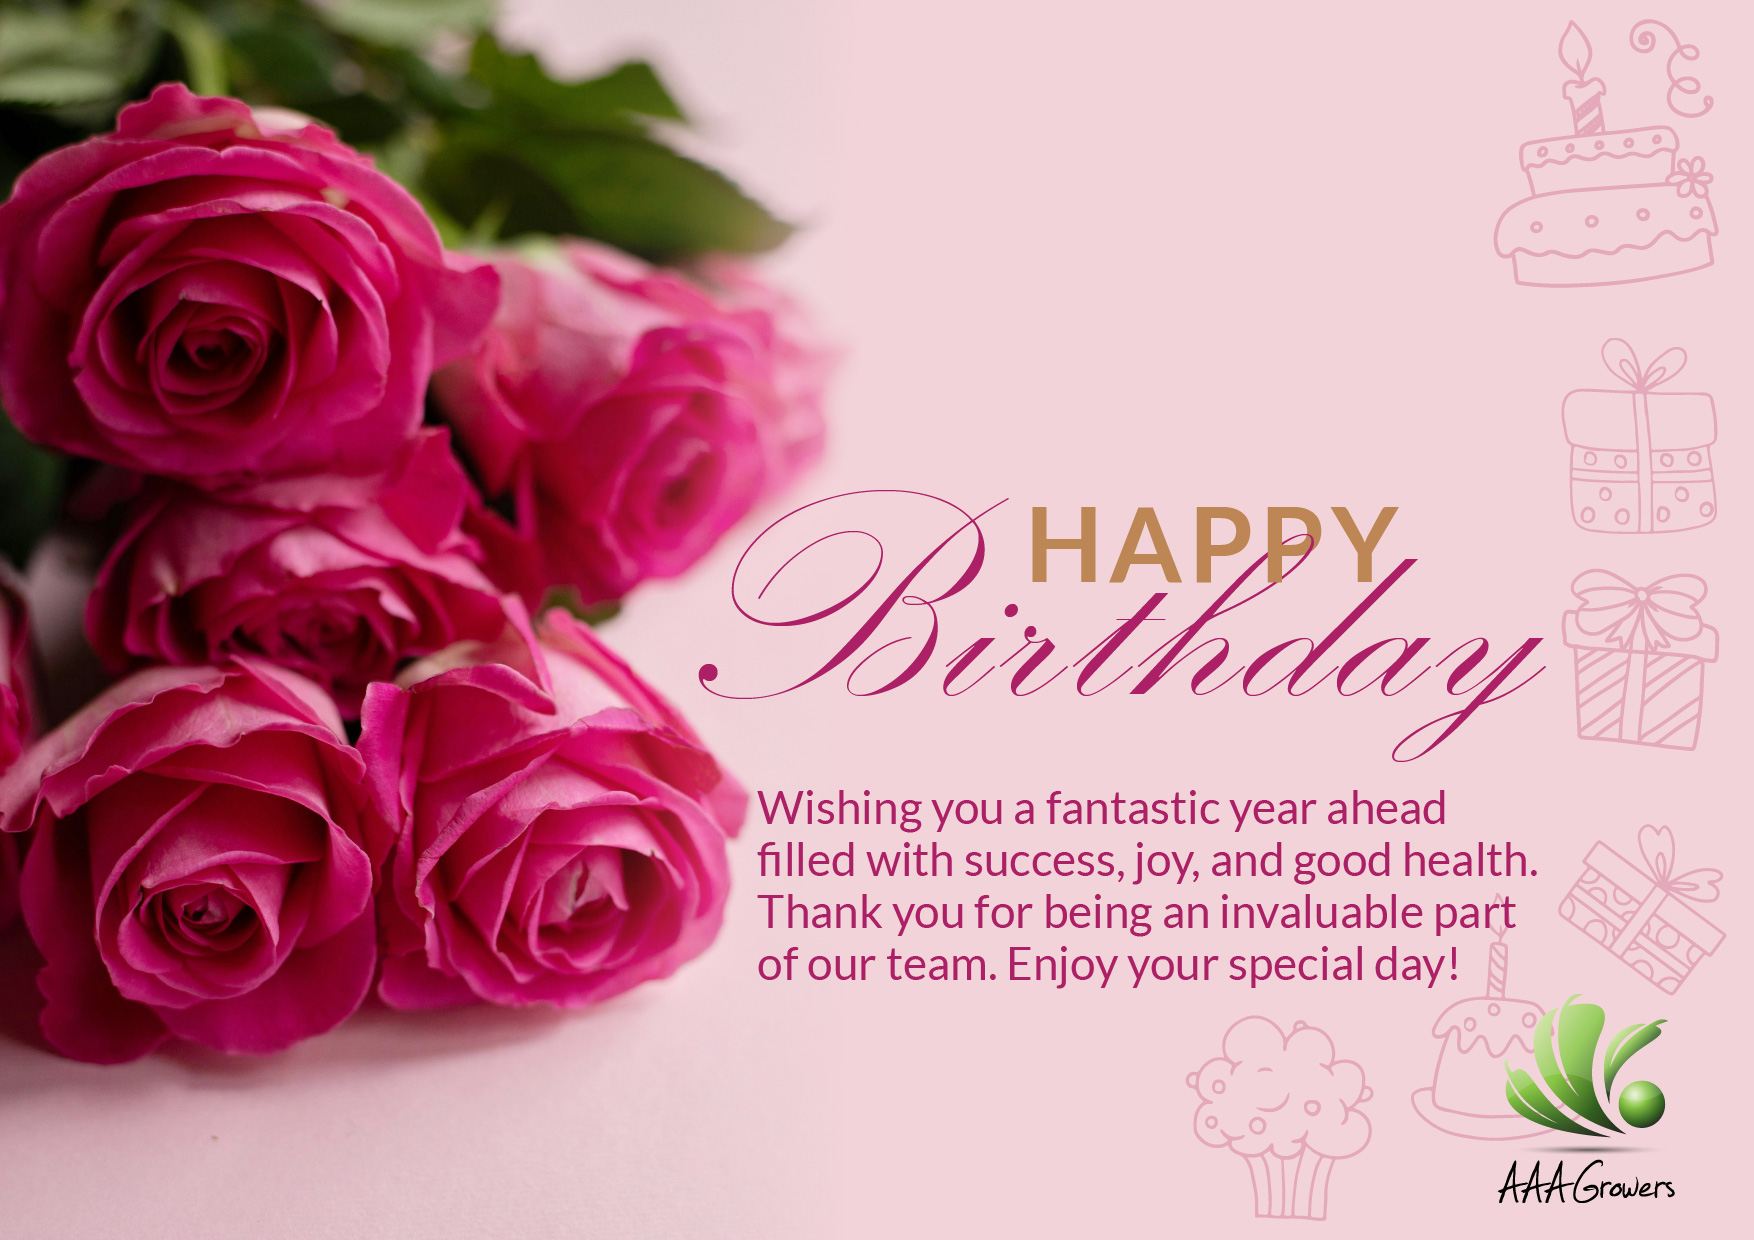 HAPPY
Birthday
Wishing you a fantastic year ahead
filled with success, joy, and good health.
Thank you for being an invaluable part
of our team. Enjoy your special day!
AAA Growers